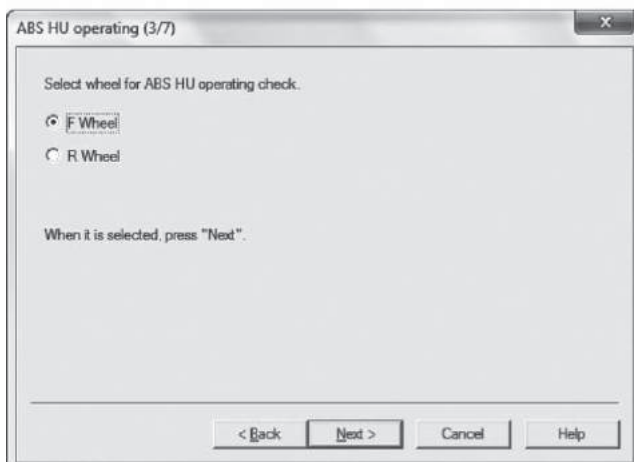 ABS HU operating (3/7)
x
Select wheel for ABS HU operating check.
F Wheel
R Wheel
When it is selected, press "Next".
< Back
Next >
Cancel
Help